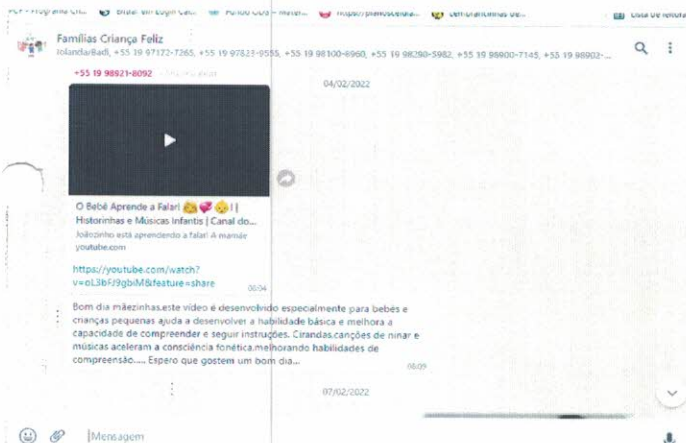 Famílias Criança Feliz
+55 19 97172-7265, +55 19 97823-9555, +55 19 98100-6960, +55 19 98290-5982, +55 19 98900-7145, +55 19 98902-...
+55 19 98921-8092
04/02/2022
O Bebê Aprende a Falar! 👶💞👶! |
Historinhas e Músicas Infantis | Canal do...
Joãozinho está aprendendo a falar! A mamãe
youtube.com
https://youtube.com/watch?
v=oL3bFJ9gbiM&feature=share
06:04
Bom dia mãezinhas.este vídeo é desenvolvido especialmente para bebês e
crianças pequenas ajuda a desenvolver a habilidade básica e melhora a
capacidade de compreender e seguir instruções. Cirandas,canções de ninar e
músicas aceleram a consciência fonética,melhorando habilidades de
compreensão..... Espero que gostem um bom dia...
06:09
07/02/2022
Mensagem